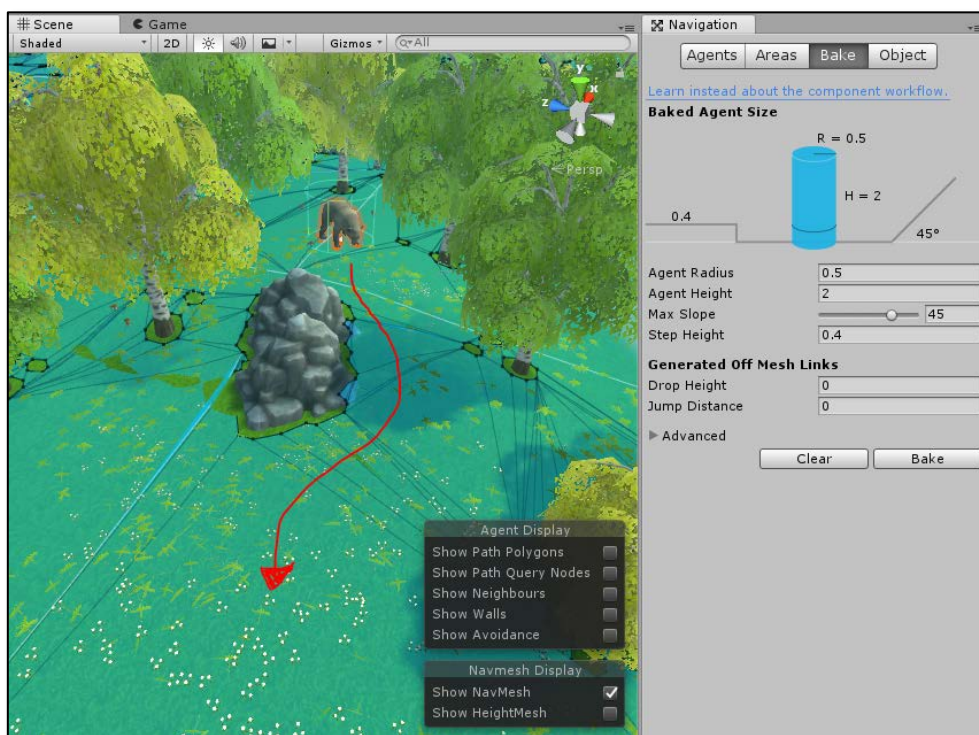 Scene Game
Shaded 2D Gizmos All
y
x
z
Persp
Agent Display
Show Path Polygons
Show Path Query Nodes
Show Neighbours
Show Walls
Show Avoidance
Navmesh Display
Show NavMesh
Show HeightMesh
Navigation
Agents Areas Bake Object
Learn instead about the component workflow.
Baked Agent Size
R = 0.5
H = 2
0.4
45°
Agent Radius 0.5
Agent Height 2
Max Slope 45
Step Height 0.4
Generated Off Mesh Links
Drop Height 0
Jump Distance 0
Advanced
Clear Bake